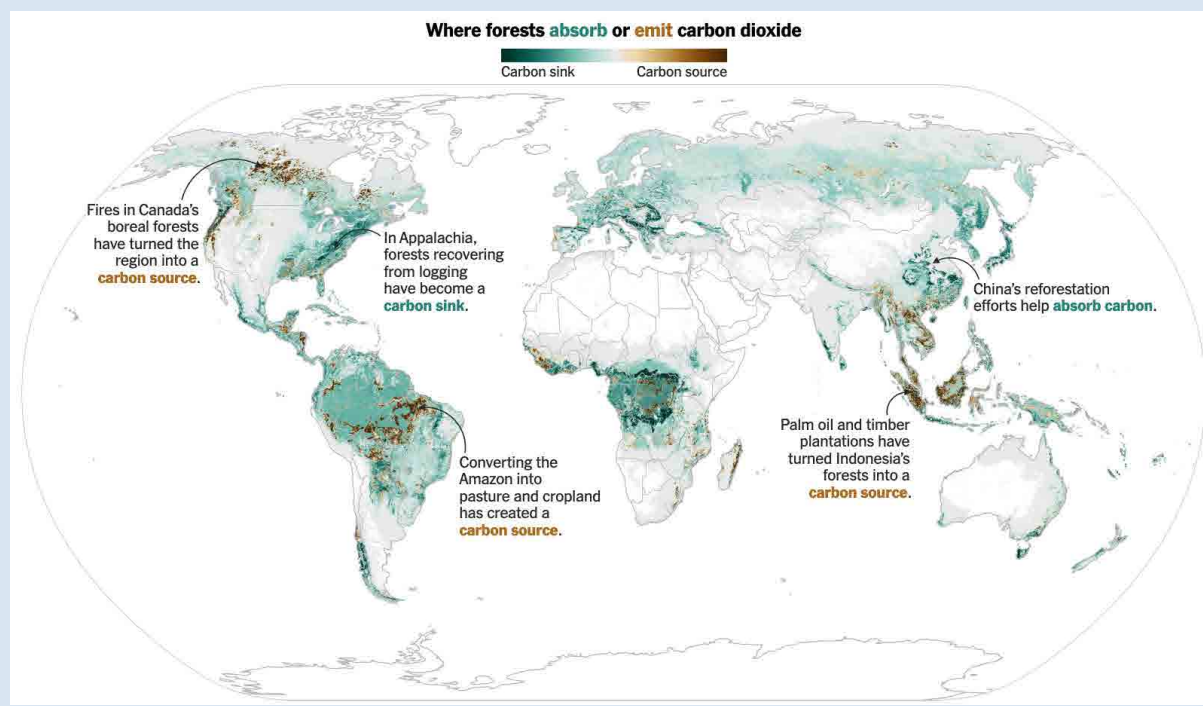 Where forests absorb or emit carbon dioxide
Carbon sink
Carbon source
Fires in Canada's
boreal forests
have turned the
region into a
carbon source.
In Appalachia,
forests recovering
from logging
have become a
carbon sink.
China's reforestation
efforts help absorb carbon.
Converting the
Amazon into
pasture and cropland
has created a
carbon source.
Palm oil and timber
plantations have
turned Indonesia's
forests into a
carbon source.